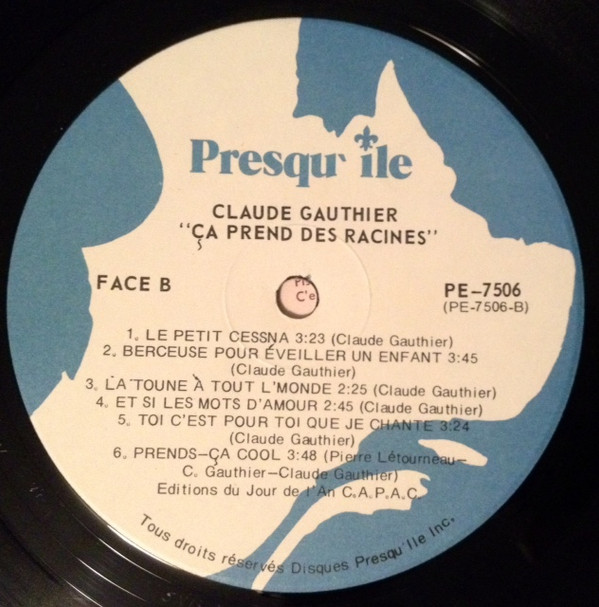 Presqu'île
CLAUDE GAUTHIER
"ÇA PREND DES RACINES"
FACE B
PE-7506
(PE-7506-B)
1. LE PETIT CESSNA 3:23 (Claude Gauthier)
2. BERCEUSE POUR ÉVEILLER UN ENFANT 3:45
(Claude Gauthier)
3. LA TOUNE À TOUT L'MONDE 2:25 (Claude Gauthier)
4. ET SI LES MOTS D'AMOUR 2:45 (Claude Gauthier)
5. TOI C'EST POUR TOI QUE JE CHANTE 3:24
(Claude Gauthier)
6. PRENDS-ÇA COOL 3:48 (Pierre Létourneau-
C. Gauthier-Claude Gauthier)
Editions du Jour de l'An C.A.P.A.C.
Tous droits réservés Disques Presqu'Ile Inc.
C'e